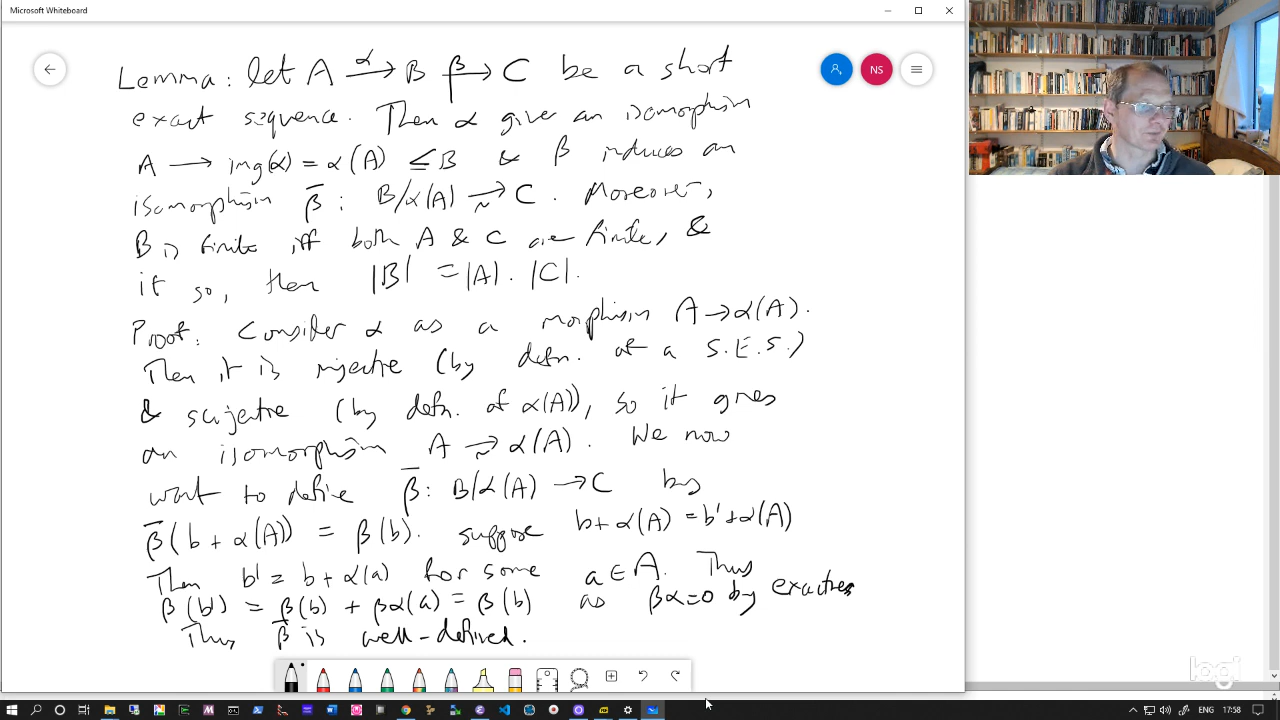 Microsoft Whiteboard
Lemma: let A →^α B →^β C be a short
exact sequence. Then α give an isomorphism
A → img(α) = α(A) ≤ B & β induces an
isomorphism β̄ : B/α(A) →~ C. Moreover,
B is finite iff both A & C are finite, &
if so, then |B| = |A|. |C|.
Proof: Consider α as a morphism A → α(A).
Then it is injective (by defn. of a S.E.S.)
& surjective (by defn. of α(A)), so it gives
an isomorphism A →~ α(A). We now
want to define β̄ : B/α(A) → C by
β̄(b + α(A)) = β(b). Suppose b + α(A) = b' + α(A)
Then b' = b + α(a) for some a ∈ A. Thus
β(b') = β(b) + βα(a) = β(b) as βα=0 by exactness
Thus β̄ is well-defined.
NS
logi
ENG 17:58